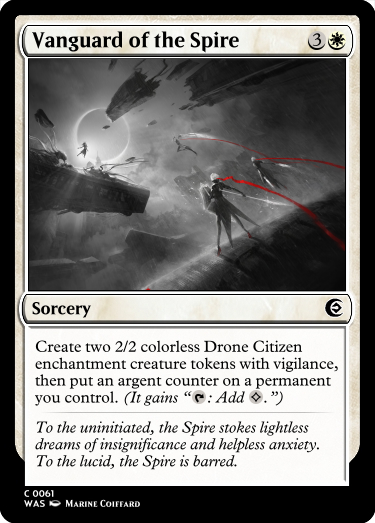 Vanguard of the Spire 3
Sorcery
Create two 2/2 colorless Drone Citizen
enchantment creature tokens with vigilance,
then put an argent counter on a permanent
you control. (It gains “: Add .”)
To the uninitiated, the Spire stokes lightless
dreams of insignificance and helpless anxiety.
To the lucid, the Spire is barred.
C 0061
WAS Marine Coiffard